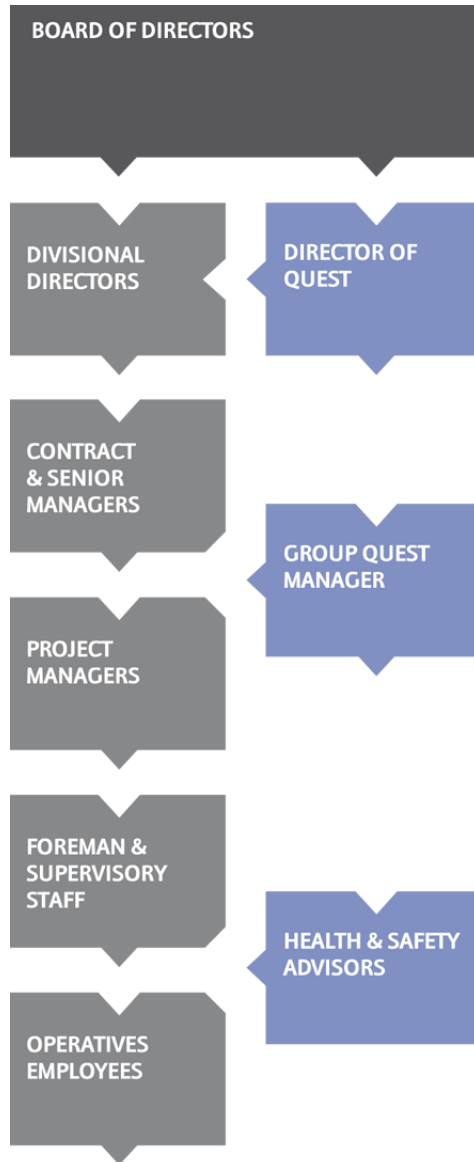 BOARD OF DIRECTORS
DIVISIONAL
DIRECTORS
DIRECTOR OF
QUEST
CONTRACT
& SENIOR
MANAGERS
GROUP QUEST
MANAGER
PROJECT
MANAGERS
FOREMAN &
SUPERVISORY
STAFF
HEALTH & SAFETY
ADVISORS
OPERATIVES
EMPLOYEES